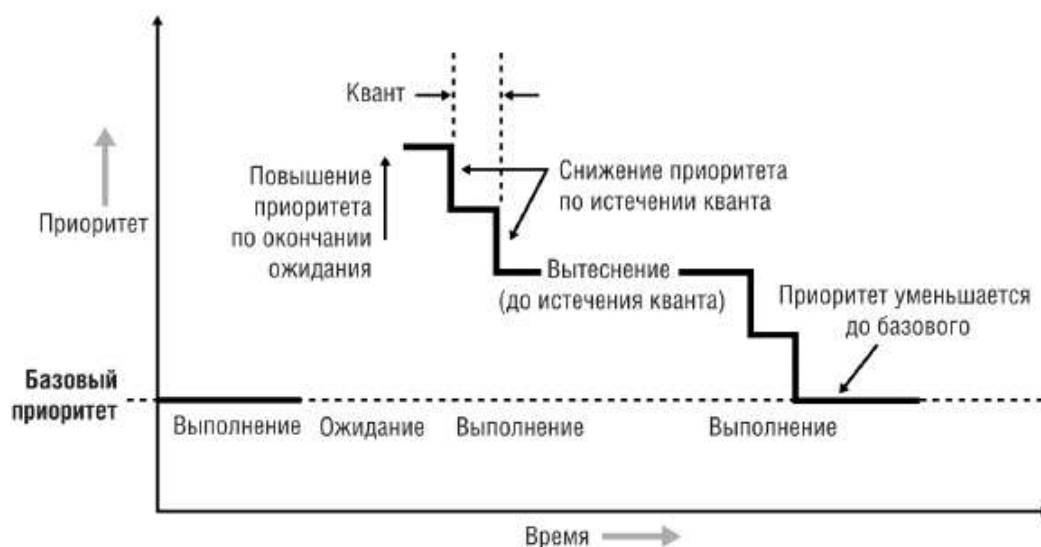 Квант
Повышение
приоритета
по окончании
ожидания
Снижение приоритета
по истечении кванта
Приоритет
Вытеснение
(до истечения кванта)
Приоритет уменьшается
до базового
Базовый
приоритет
Выполнение
Ожидание
Выполнение
Выполнение
Время